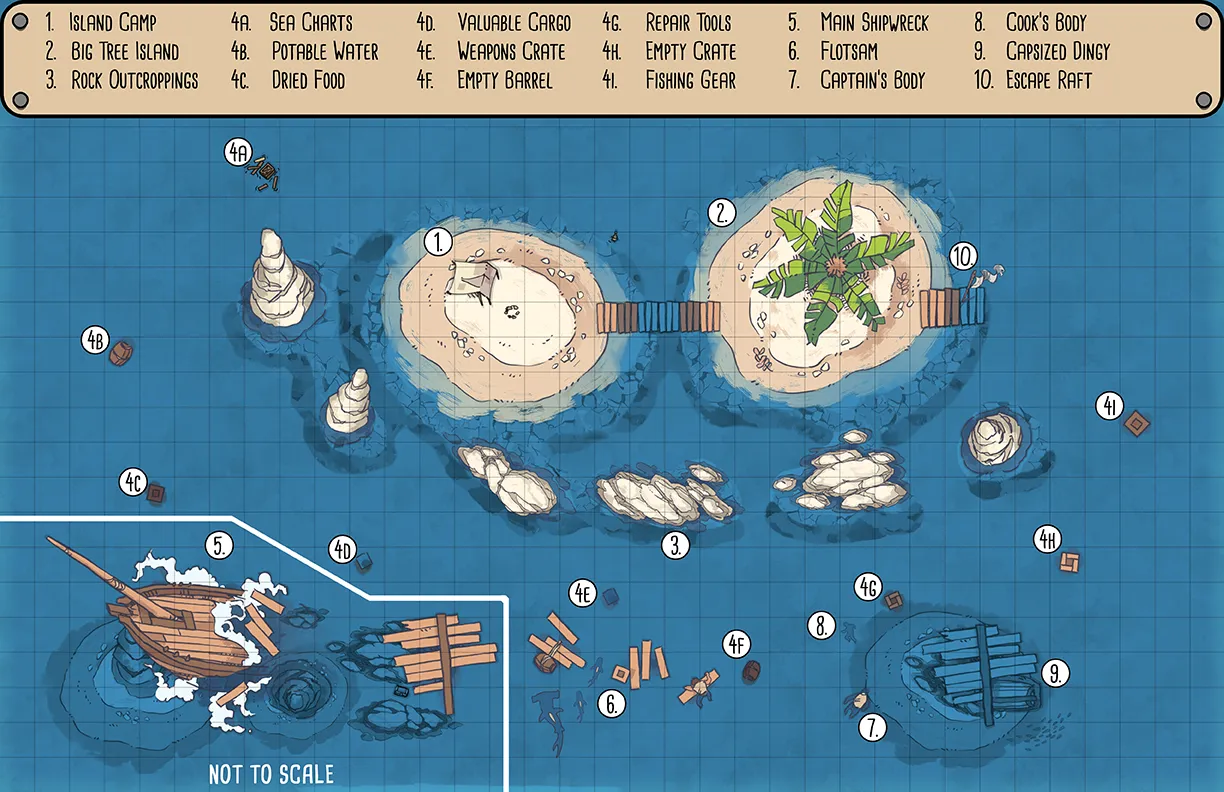 1. Island Camp 4A. Sea Charts 4D. Valuable Cargo 4G. Repair Tools 5. Main Shipwreck 8. Cook's Body
2. Big Tree Island 4B. Potable Water 4E. Weapons Crate 4H. Empty Crate 6. Flotsam 9. Capsized Dingy
3. Rock Outcroppings 4C. Dried Food 4F. Empty Barrel 4I. Fishing Gear 7. Captain's Body 10. Escape Raft
4A
2.
1.
10.
4B
4I
4C
5.
4D
3.
4H
4E
4G
8.
4F
9.
6.
7.
NOT TO SCALE